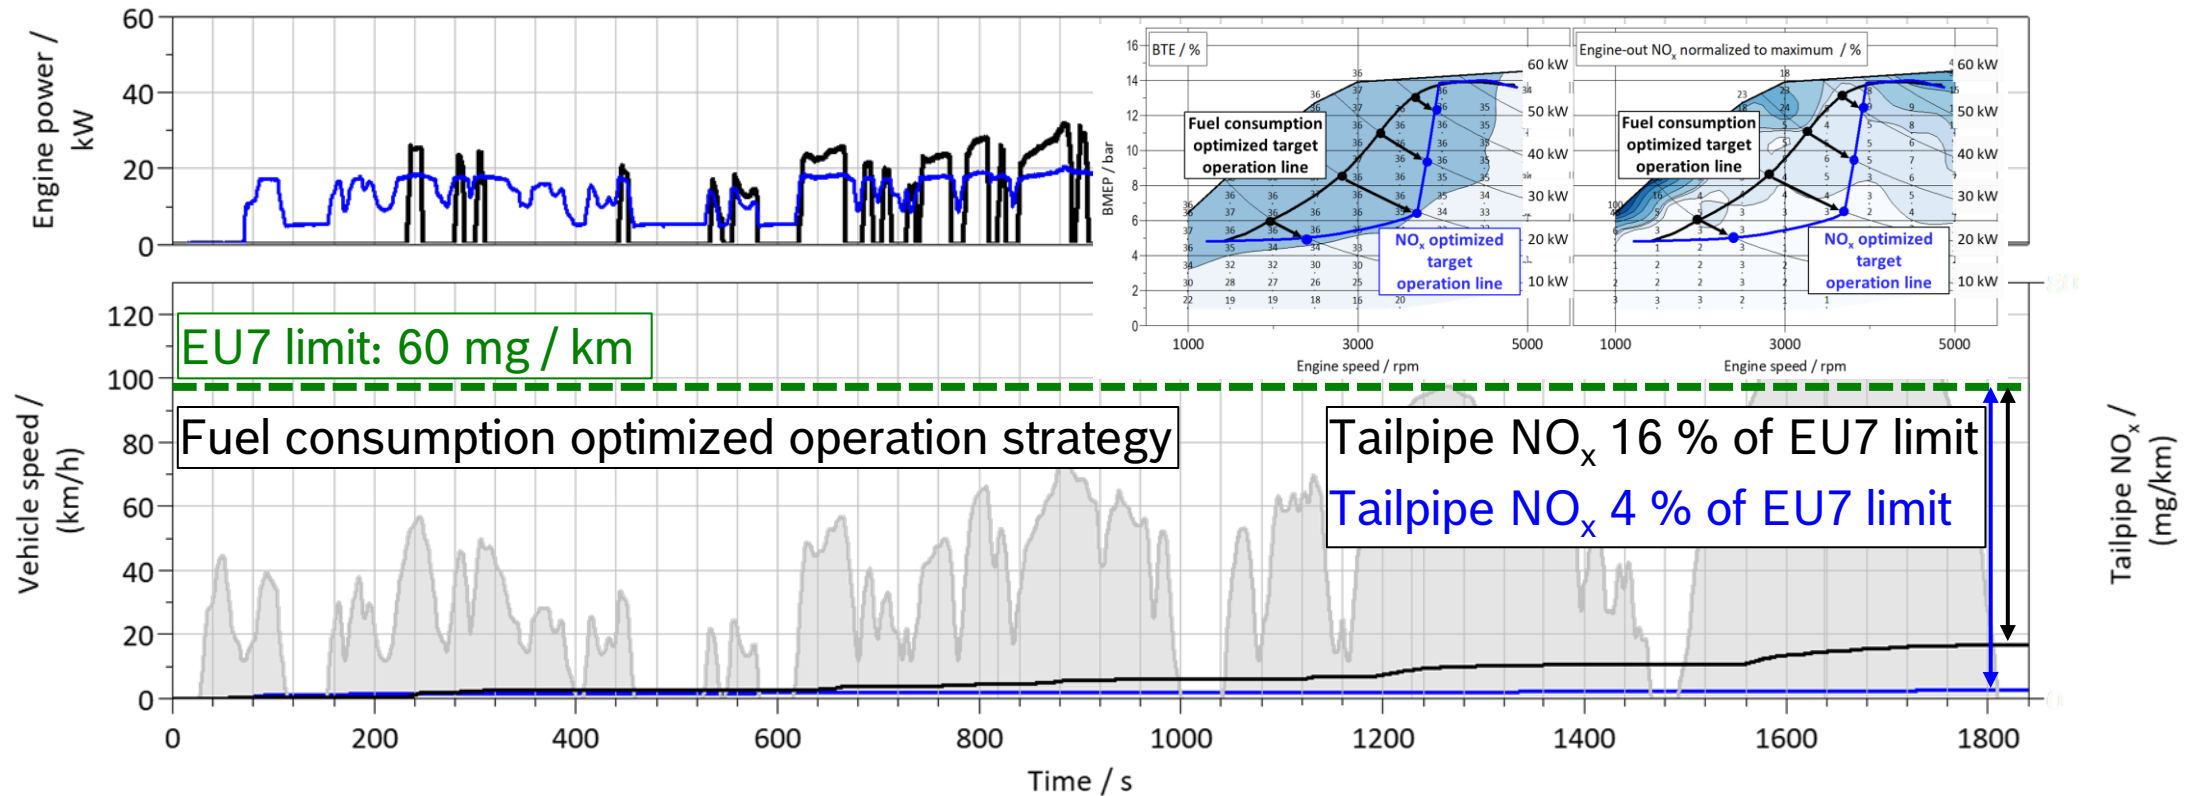 Engine power /
kW
60
40
20
0
BTE / %
Fuel consumption
optimized target
operation line
NOx optimized
target
operation line
BMEP / bar
16
14
12
10
8
6
4
2
0
60 kW
50 kW
40 kW
30 kW
20 kW
10 kW
1000
3000
5000
Engine speed / rpm
Engine-out NOx normalized to maximum / %
Fuel consumption
optimized target
operation line
NOx optimized
target
operation line
60 kW
50 kW
40 kW
30 kW
20 kW
10 kW
1000
3000
5000
Engine speed / rpm
Vehicle speed /
(km/h)
120
100
80
60
40
20
0
EU7 limit: 60 mg / km
Fuel consumption optimized operation strategy
Tailpipe NOx 16 % of EU7 limit
Tailpipe NOx 4 % of EU7 limit
Tailpipe NOx /
(mg/km)
0
200
400
600
800
1000
1200
1400
1600
1800
Time / s